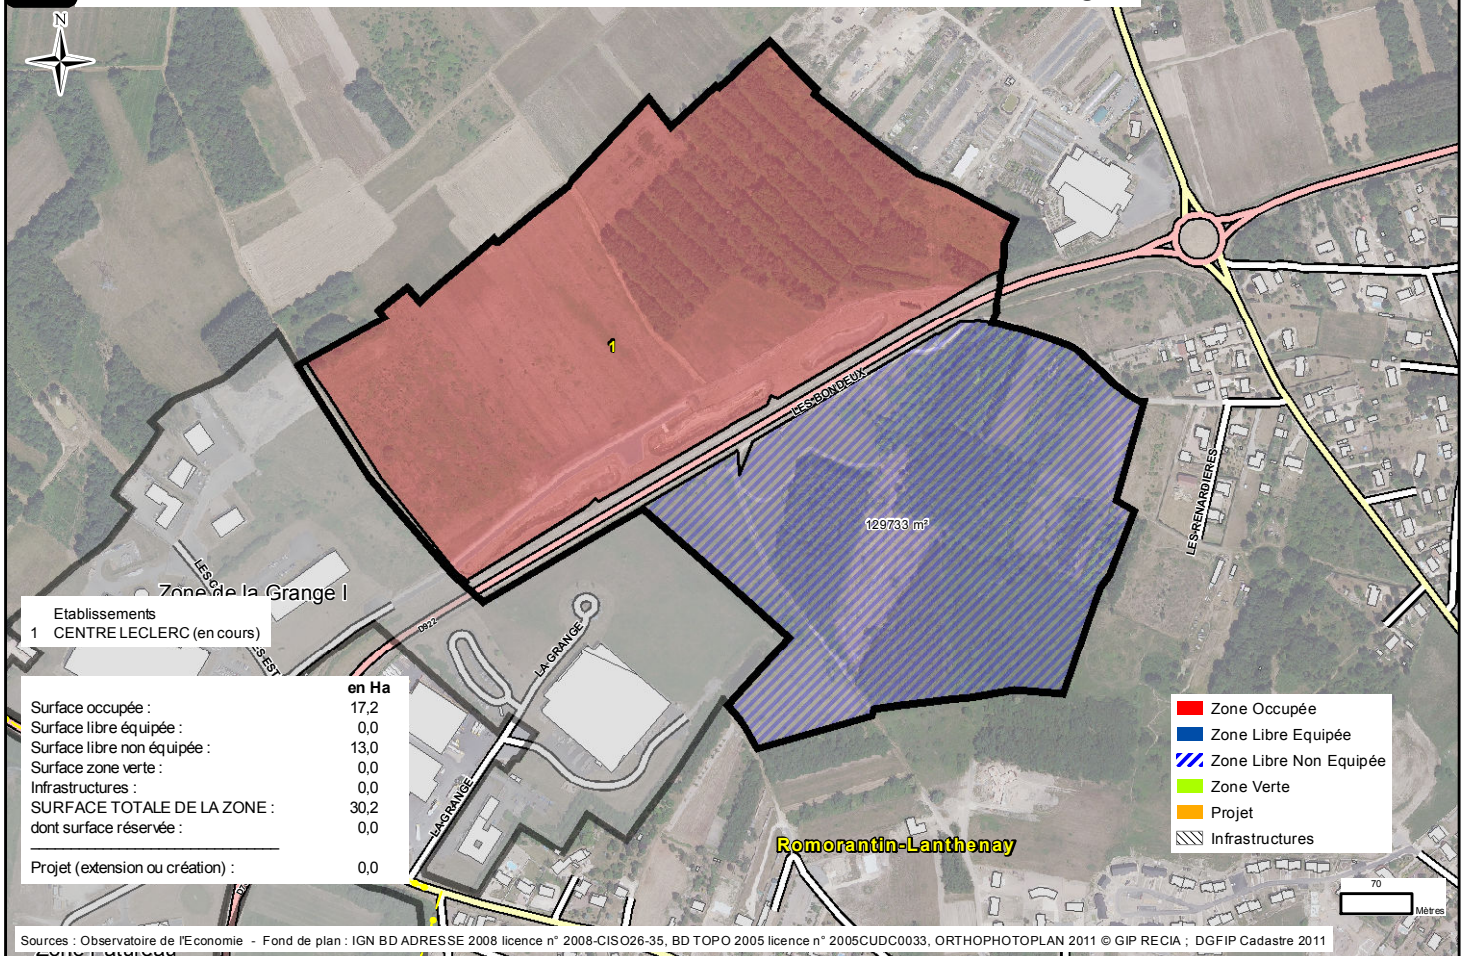 N
1
LES BONDEUX
129733 m²
LES RENARDIERES
Zone de la Grange I
D922
LA GRANGE
LA GRANGE
Etablissements
1 CENTRE LECLERC (en cours)
en Ha
Surface occupée : 17,2
Surface libre équipée : 0,0
Surface libre non équipée : 13,0
Surface zone verte : 0,0
Infrastructures : 0,0
SURFACE TOTALE DE LA ZONE : 30,2
dont surface réservée : 0,0
Projet (extension ou création) : 0,0
Zone Occupée
Zone Libre Equipée
Zone Libre Non Equipée
Zone Verte
Projet
Infrastructures
Romorantin-Lanthenay
70
Mètres
Sources : Observatoire de l'Economie - Fond de plan : IGN BD ADRESSE 2008 licence n° 2008-CISO26-35, BD TOPO 2005 licence n° 2005CUDC0033, ORTHOPHOTOPLAN 2011 © GIP RECIA ; DGFIP Cadastre 2011